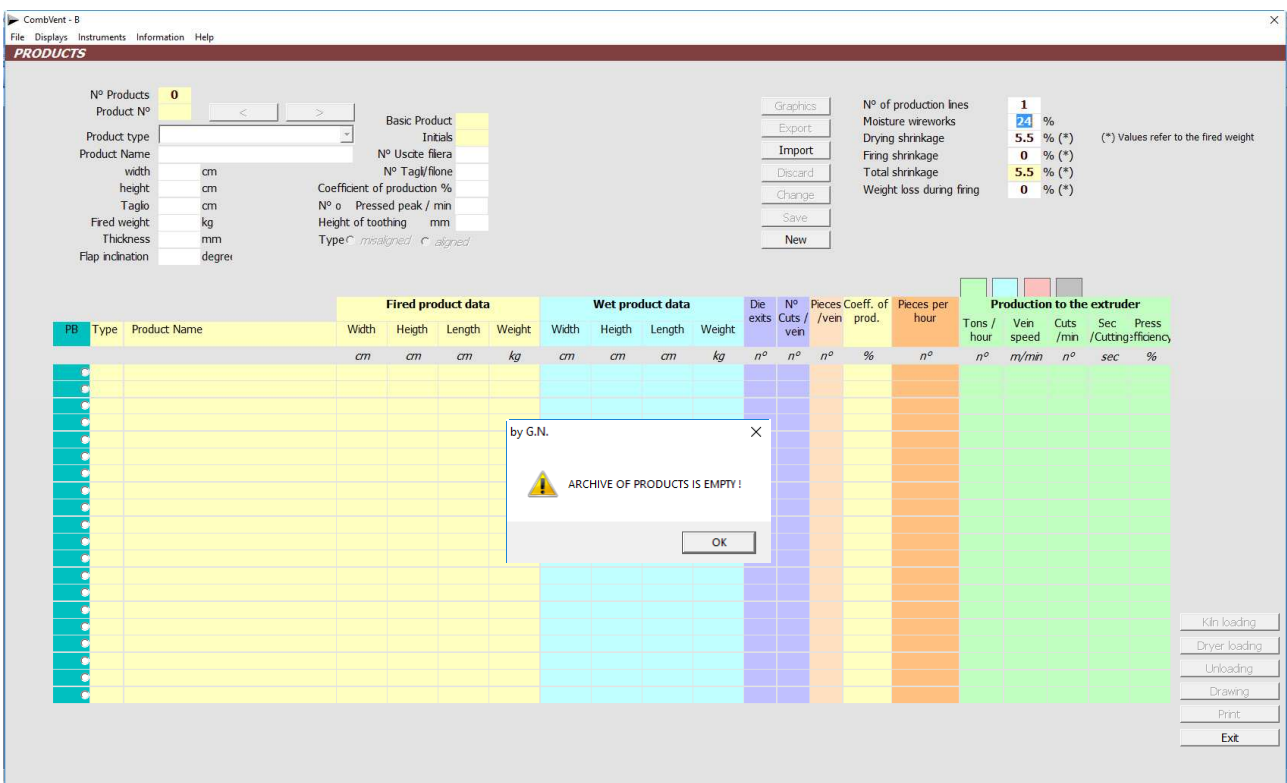 CombVent - B
File Displays Instruments Information Help
PRODUCTS
Nº Products 0
Product Nº < >
Product type
Product Name
width cm
height cm
Taglio cm
Fired weight kg
Thickness mm
Flap inclination degree
Basic Product
Initials
Nº Uscite filera
Nº Tagli/filone
Coefficient of production %
Nº o Pressed peak / min
Height of toothing mm
Type misaligned aligned
Graphics
Export
Import
Discard
Change
Save
New
Nº of production lines 1
Moisture wireworks 24 %
Drying shrinkage 5.5 % (*) (*) Values refer to the fired weight
Firing shrinkage 0 % (*)
Total shrinkage 5.5 % (*)
Weight loss during firing 0 % (*)
Fired product data Wet product data Die exits Nº Cuts / vein Pieces /vein Coeff. of prod. Pieces per hour Production to the extruder
PB Type Product Name Width Heigth Length Weight Width Heigth Length Weight Tons / hour Vein speed Cuts /min Sec /Cutting Press efficiency
cm cm cm kg cm cm cm kg nº nº nº % nº nº m/min nº sec %
by G.N.
ARCHIVE OF PRODUCTS IS EMPTY !
OK
Kiln loading
Dryer loading
Unloading
Drawing
Print
Exit